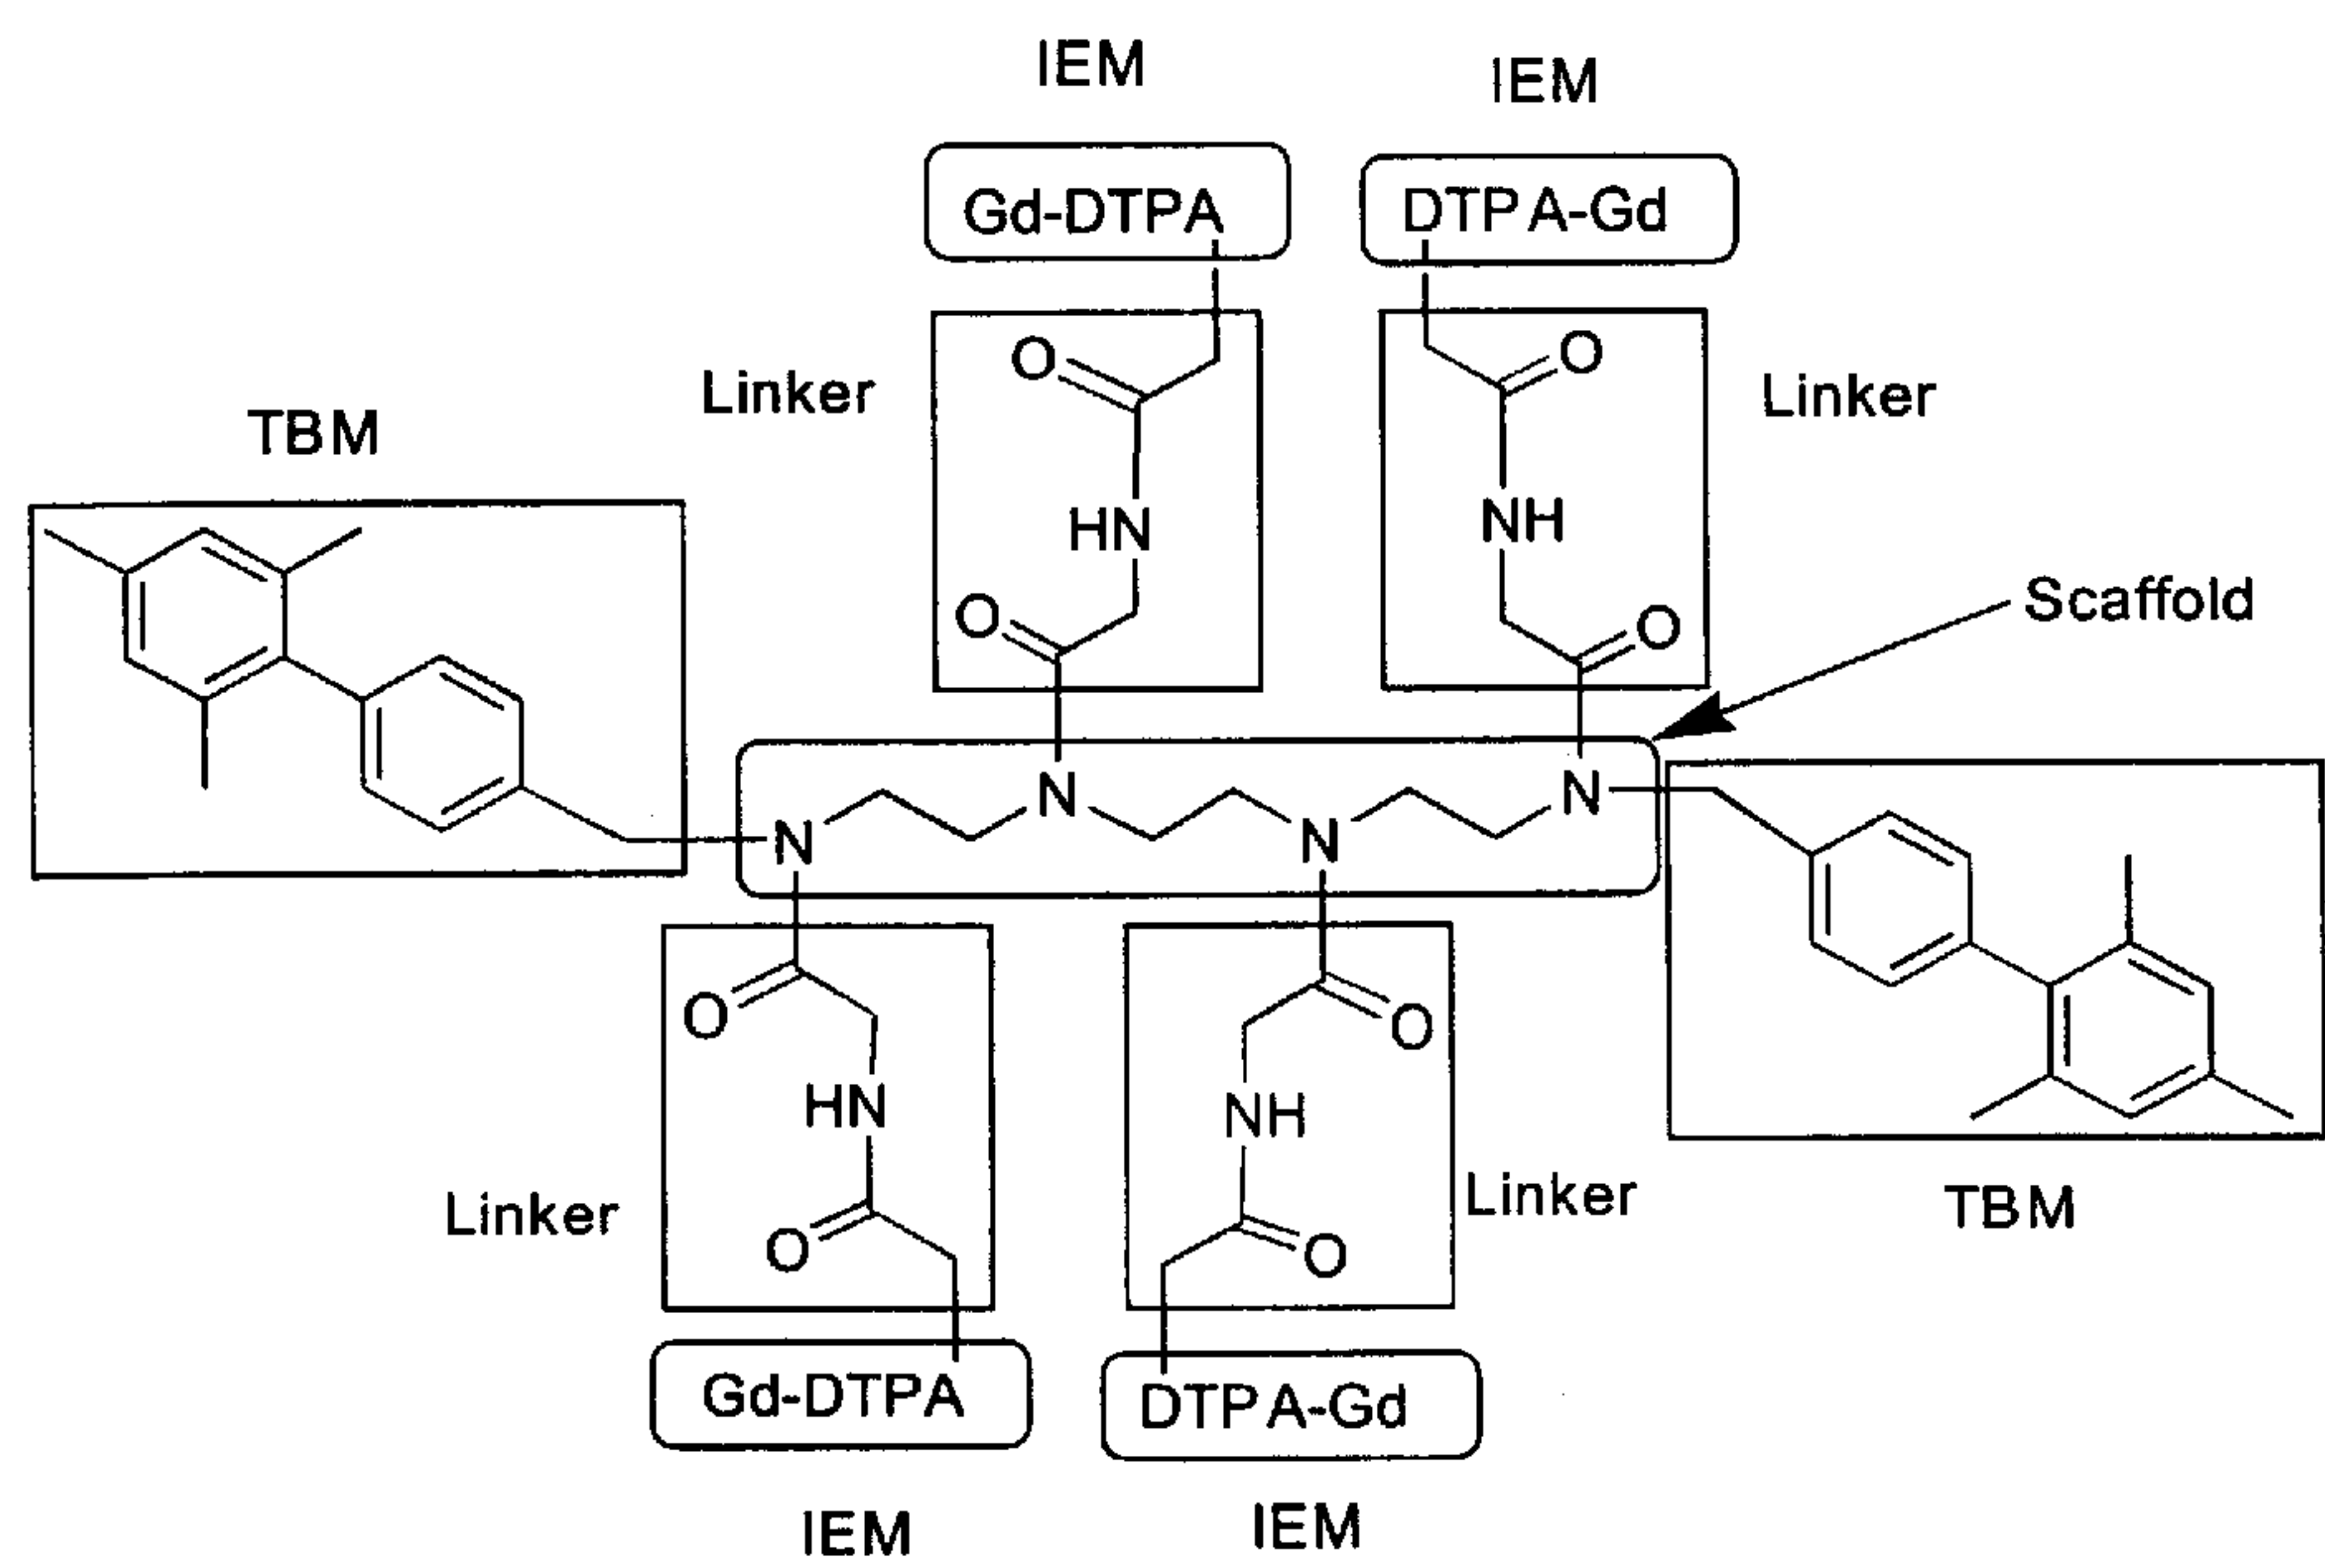 IEM
IEM
Gd-DTPA
DTPA-Gd
O
O
Linker
Linker
TBM
HN
NH
O
O
Scaffold
N
N
N
N
O
O
HN
NH
Linker
Linker
TBM
O
O
Gd-DTPA
DTPA-Gd
IEM
IEM